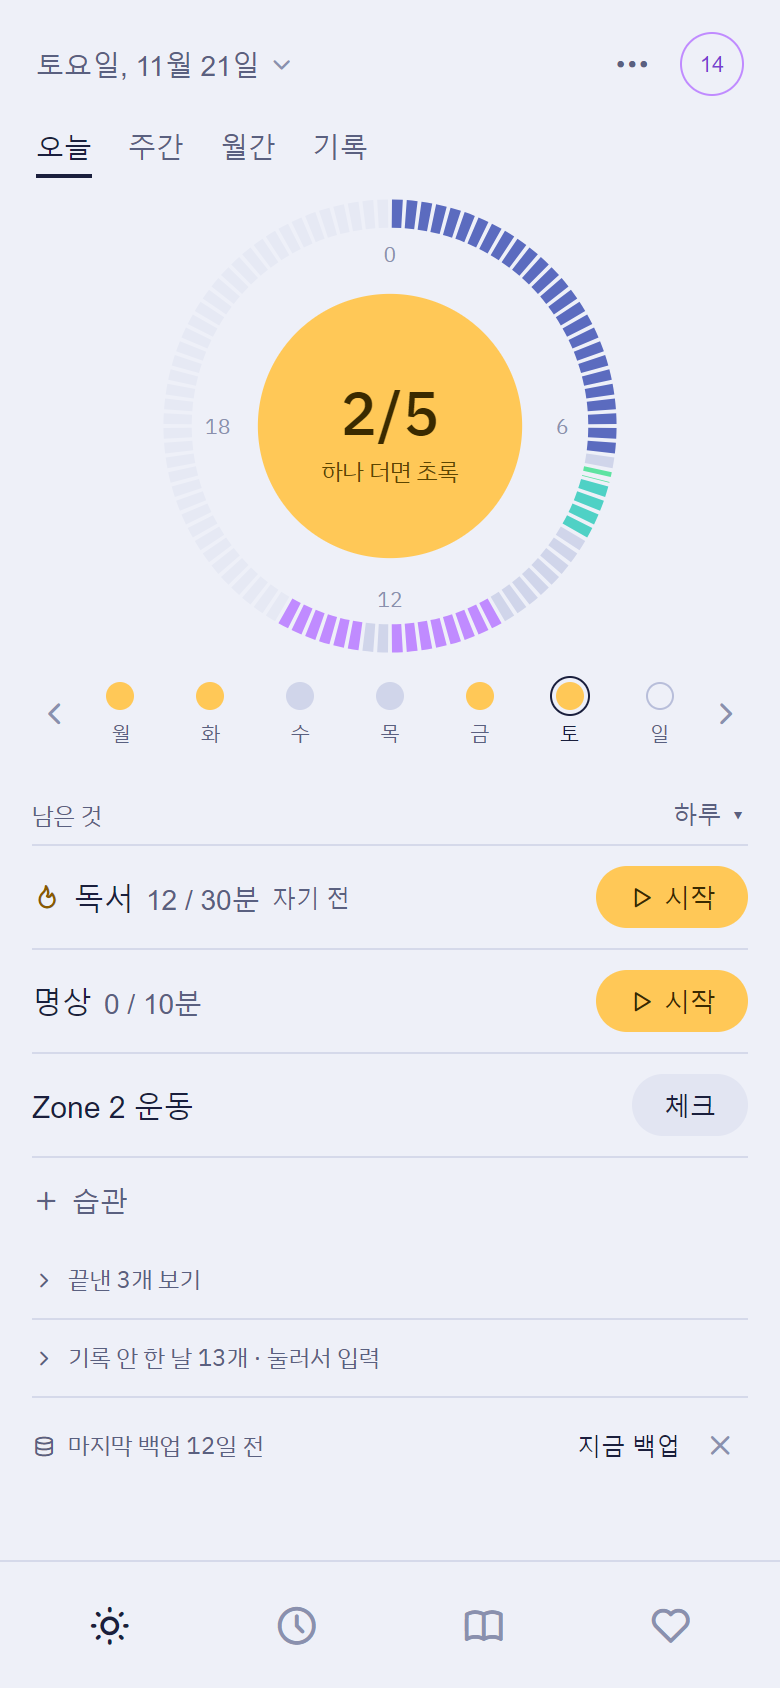 토요일, 11월 21일
14
오늘 주간 월간 기록
0
18
6
12
2/5
하나 더면 초록
월 화 수 목 금 토 일
남은 것
하루
독서 12 / 30분 자기 전
시작
명상 0 / 10분
시작
Zone 2 운동
체크
습관
끝낸 3개 보기
기록 안 한 날 13개 · 눌러서 입력
마지막 백업 12일 전
지금 백업